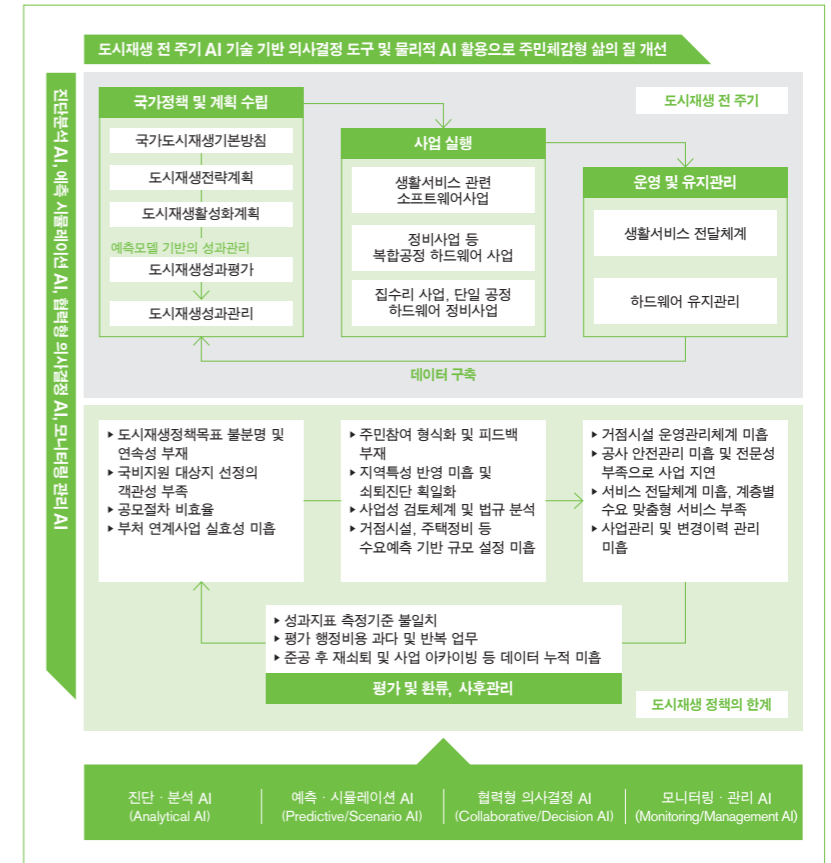 도시재생 전 주기 AI 기술 기반 의사결정 도구 및 물리적 AI 활용으로 주민체감형 삶의 질 개선
진단분석 AI, 예측 시뮬레이션 AI, 협력형 의사결정 AI, 모니터링 관리 AI
도시재생 전 주기
국가정책 및 계획 수립
국가도시재생기본방침
도시재생전략계획
도시재생활성화계획
예측모델 기반의 성과관리
도시재생성과평가
도시재생성과관리
사업 실행
생활서비스 관련
소프트웨어사업
정비사업 등
복합공정 하드웨어 사업
집수리 사업, 단일 공정
하드웨어 정비사업
운영 및 유지관리
생활서비스 전달체계
하드웨어 유지관리
데이터 구축
▸ 도시재생정책목표 불분명 및
연속성 부재
▸ 국비지원 대상지 선정의
객관성 부족
▸ 공모절차 비효율
▸ 부처 연계사업 실효성 미흡
▸ 주민참여 형식화 및 피드백
부재
▸ 지역특성 반영 미흡 및
쇠퇴진단 획일화
▸ 사업성 검토체계 및 법규 분석
▸ 거점시설, 주택정비 등
수요예측 기반 규모 설정 미흡
▸ 거점시설 운영관리체계 미흡
▸ 공사 안전관리 미흡 및 전문성
부족으로 사업 지연
▸ 서비스 전달체계 미흡, 계층별
수요 맞춤형 서비스 부족
▸ 사업관리 및 변경이력 관리
미흡
▸ 성과지표 측정기준 불일치
▸ 평가 행정비용 과다 및 반복 업무
▸ 준공 후 재쇠퇴 및 사업 아카이빙 등 데이터 누적 미흡
평가 및 환류, 사후관리
도시재생 정책의 한계
진단 · 분석 AI
(Analytical AI)
예측 · 시뮬레이션 AI
(Predictive/Scenario AI)
협력형 의사결정 AI
(Collaborative/Decision AI)
모니터링 · 관리 AI
(Monitoring/Management AI)